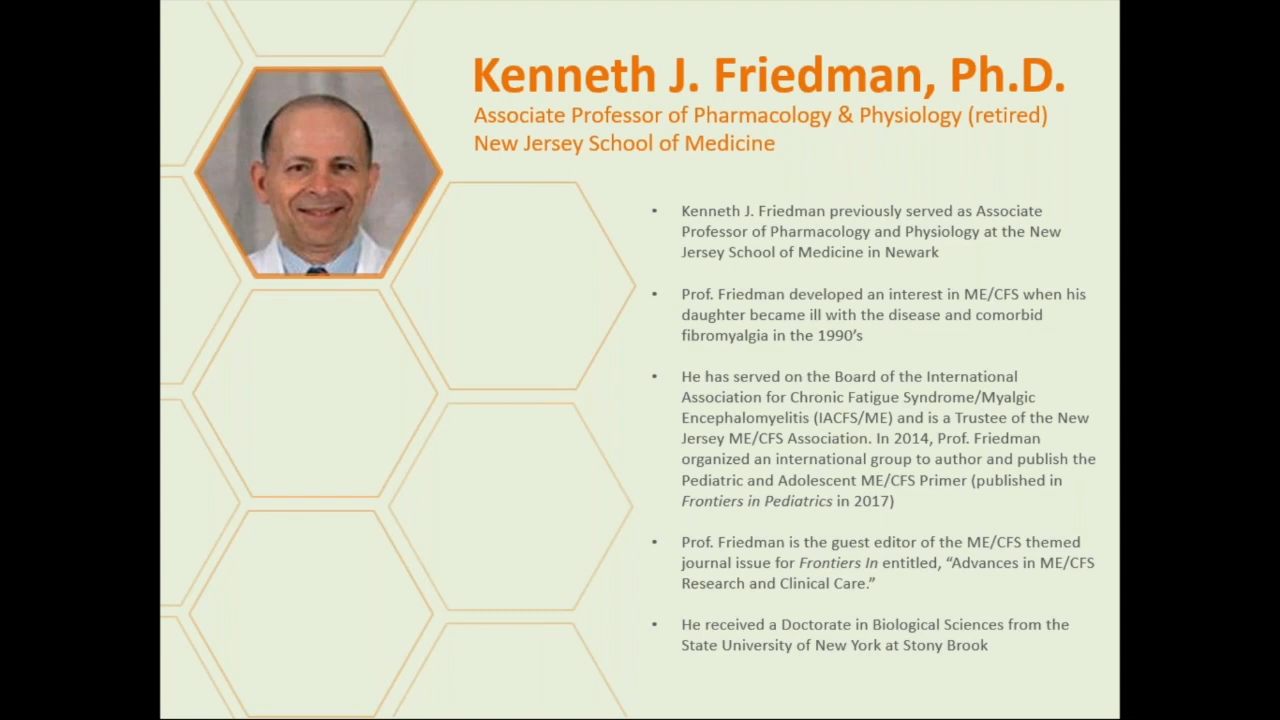 Kenneth J. Friedman, Ph.D.
Associate Professor of Pharmacology & Physiology (retired)
New Jersey School of Medicine
• Kenneth J. Friedman previously served as Associate
Professor of Pharmacology and Physiology at the New
Jersey School of Medicine in Newark
• Prof. Friedman developed an interest in ME/CFS when his
daughter became ill with the disease and comorbid
fibromyalgia in the 1990’s
• He has served on the Board of the International
Association for Chronic Fatigue Syndrome/Myalgic
Encephalomyelitis (IACFS/ME) and is a Trustee of the New
Jersey ME/CFS Association. In 2014, Prof. Friedman
organized an international group to author and publish the
Pediatric and Adolescent ME/CFS Primer (published in
Frontiers in Pediatrics in 2017)
• Prof. Friedman is the guest editor of the ME/CFS themed
journal issue for Frontiers In entitled, “Advances in ME/CFS
Research and Clinical Care.”
• He received a Doctorate in Biological Sciences from the
State University of New York at Stony Brook